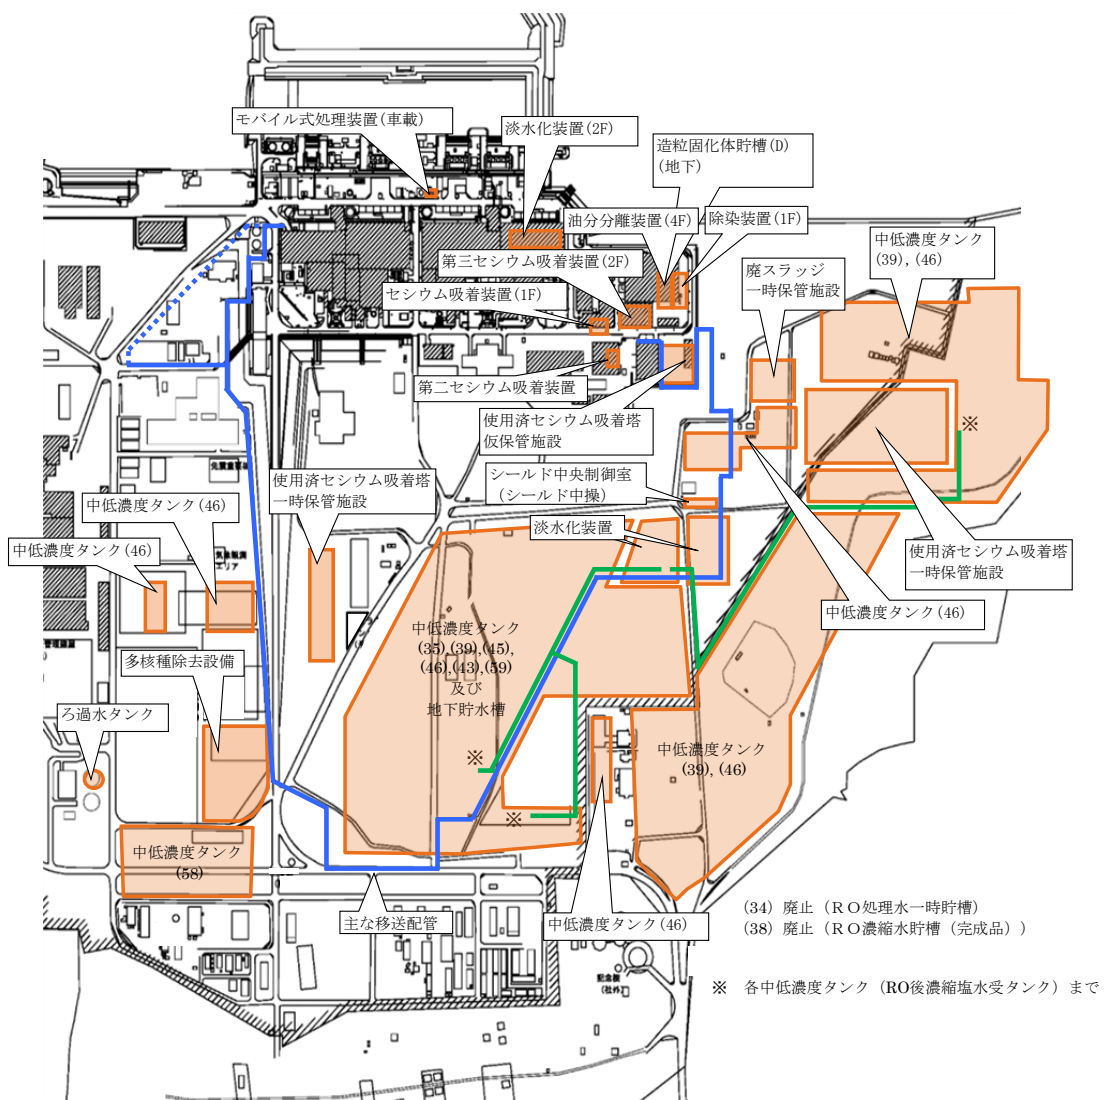 モバイル式処理装置(車載)
淡水化装置(2F)
造粒固化体貯槽(D)
(地下)
油分分離装置(4F)
除染装置(1F)
中低濃度タンク
(39), (46)
第三セシウム吸着装置(2F)
廃スラッジ
一時保管施設
セシウム吸着装置(1F)
第二セシウム吸着装置
使用済セシウム吸着塔
仮保管施設
※
シールド中央制御室
(シールド中操)
使用済セシウム吸着塔
一時保管施設
中低濃度タンク(46)
淡水化装置
中低濃度タンク(46)
使用済セシウム吸着塔
一時保管施設
中低濃度タンク(46)
中低濃度タンク
(35),(39),(45),
(46),(43),(59)
及び
地下貯水槽
多核種除去設備
ろ過水タンク
※
中低濃度タンク
(39), (46)
※
中低濃度タンク
(58)
主な移送配管
中低濃度タンク(46)
(34) 廃止（ＲＯ処理水一時貯槽）
(38) 廃止（ＲＯ濃縮水貯槽（完成品））
記念館
(社外)
※ 各中低濃度タンク（RO後濃縮塩水受タンク）まで